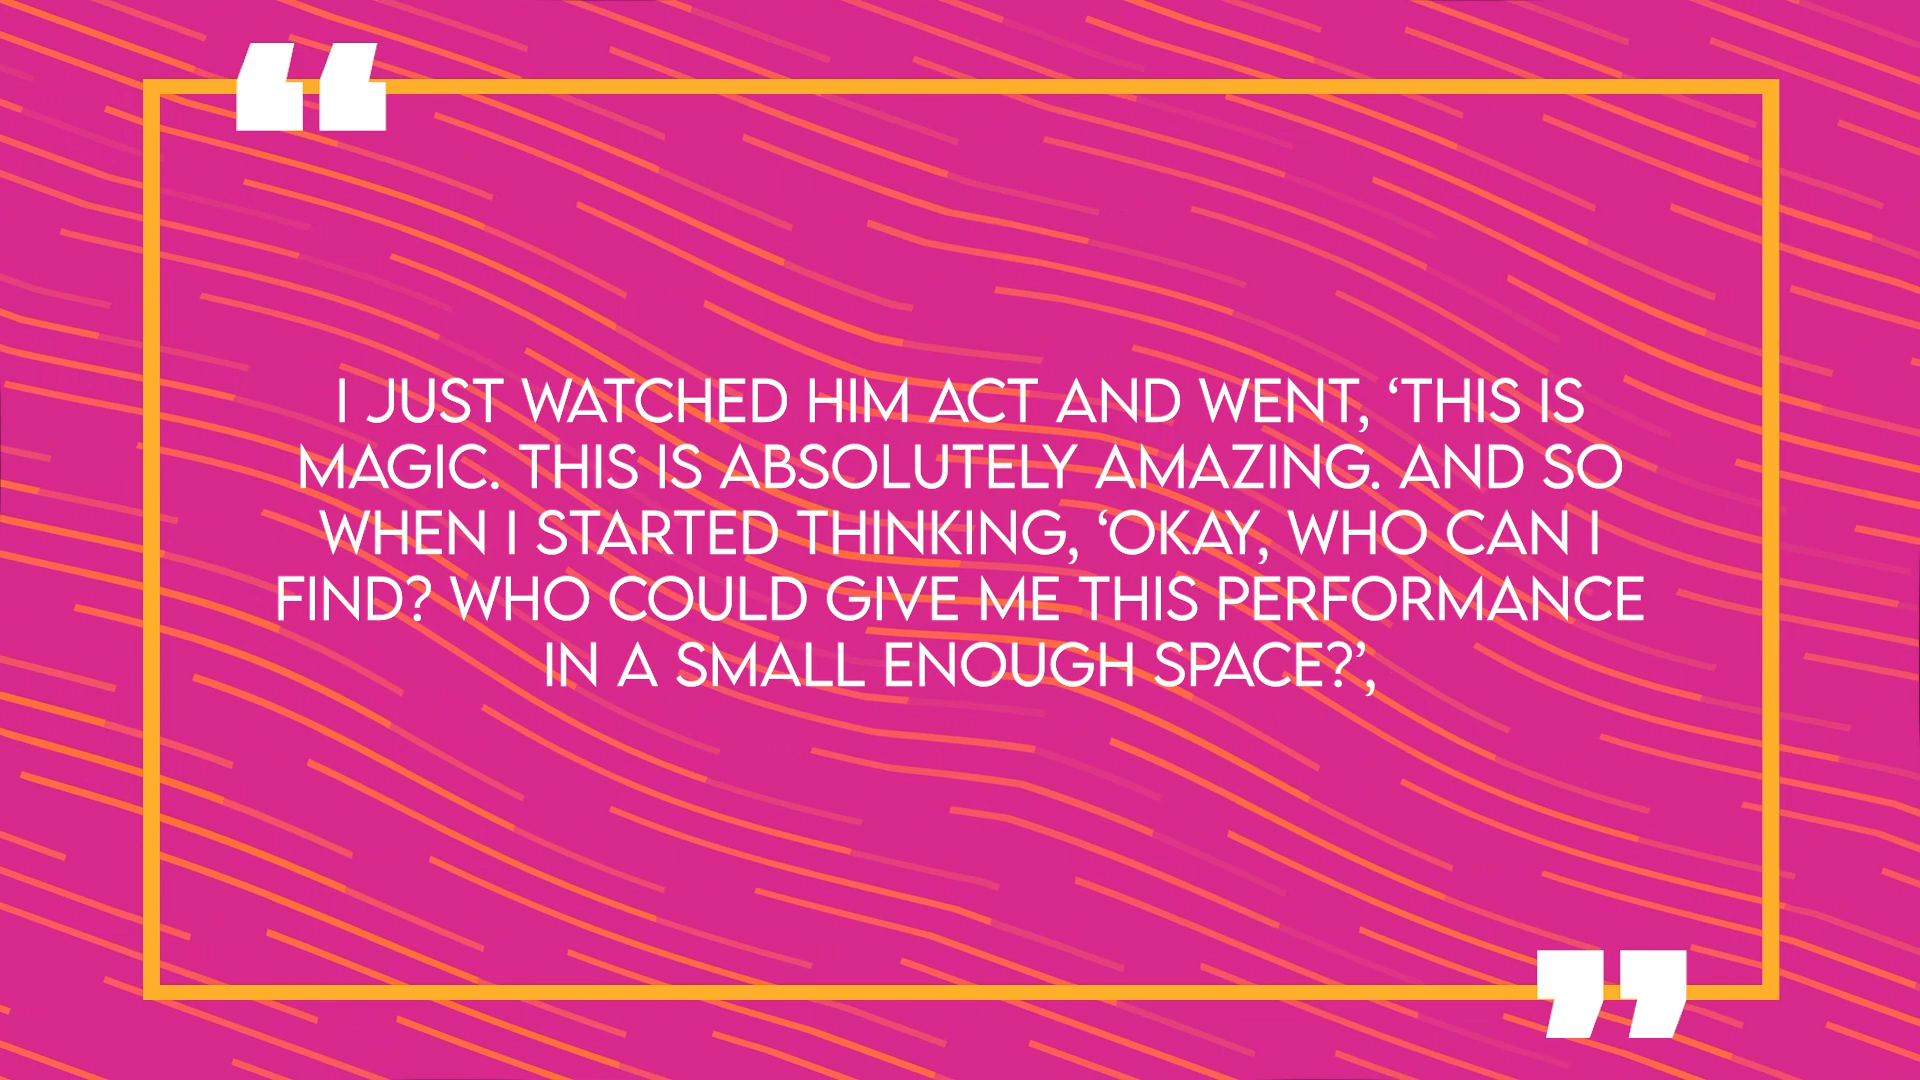 “
I JUST WATCHED HIM ACT AND WENT, ‘THIS IS
MAGIC. THIS IS ABSOLUTELY AMAZING. AND SO
WHEN I STARTED THINKING, ‘OKAY, WHO CAN I
FIND? WHO COULD GIVE ME THIS PERFORMANCE
IN A SMALL ENOUGH SPACE?’,
”